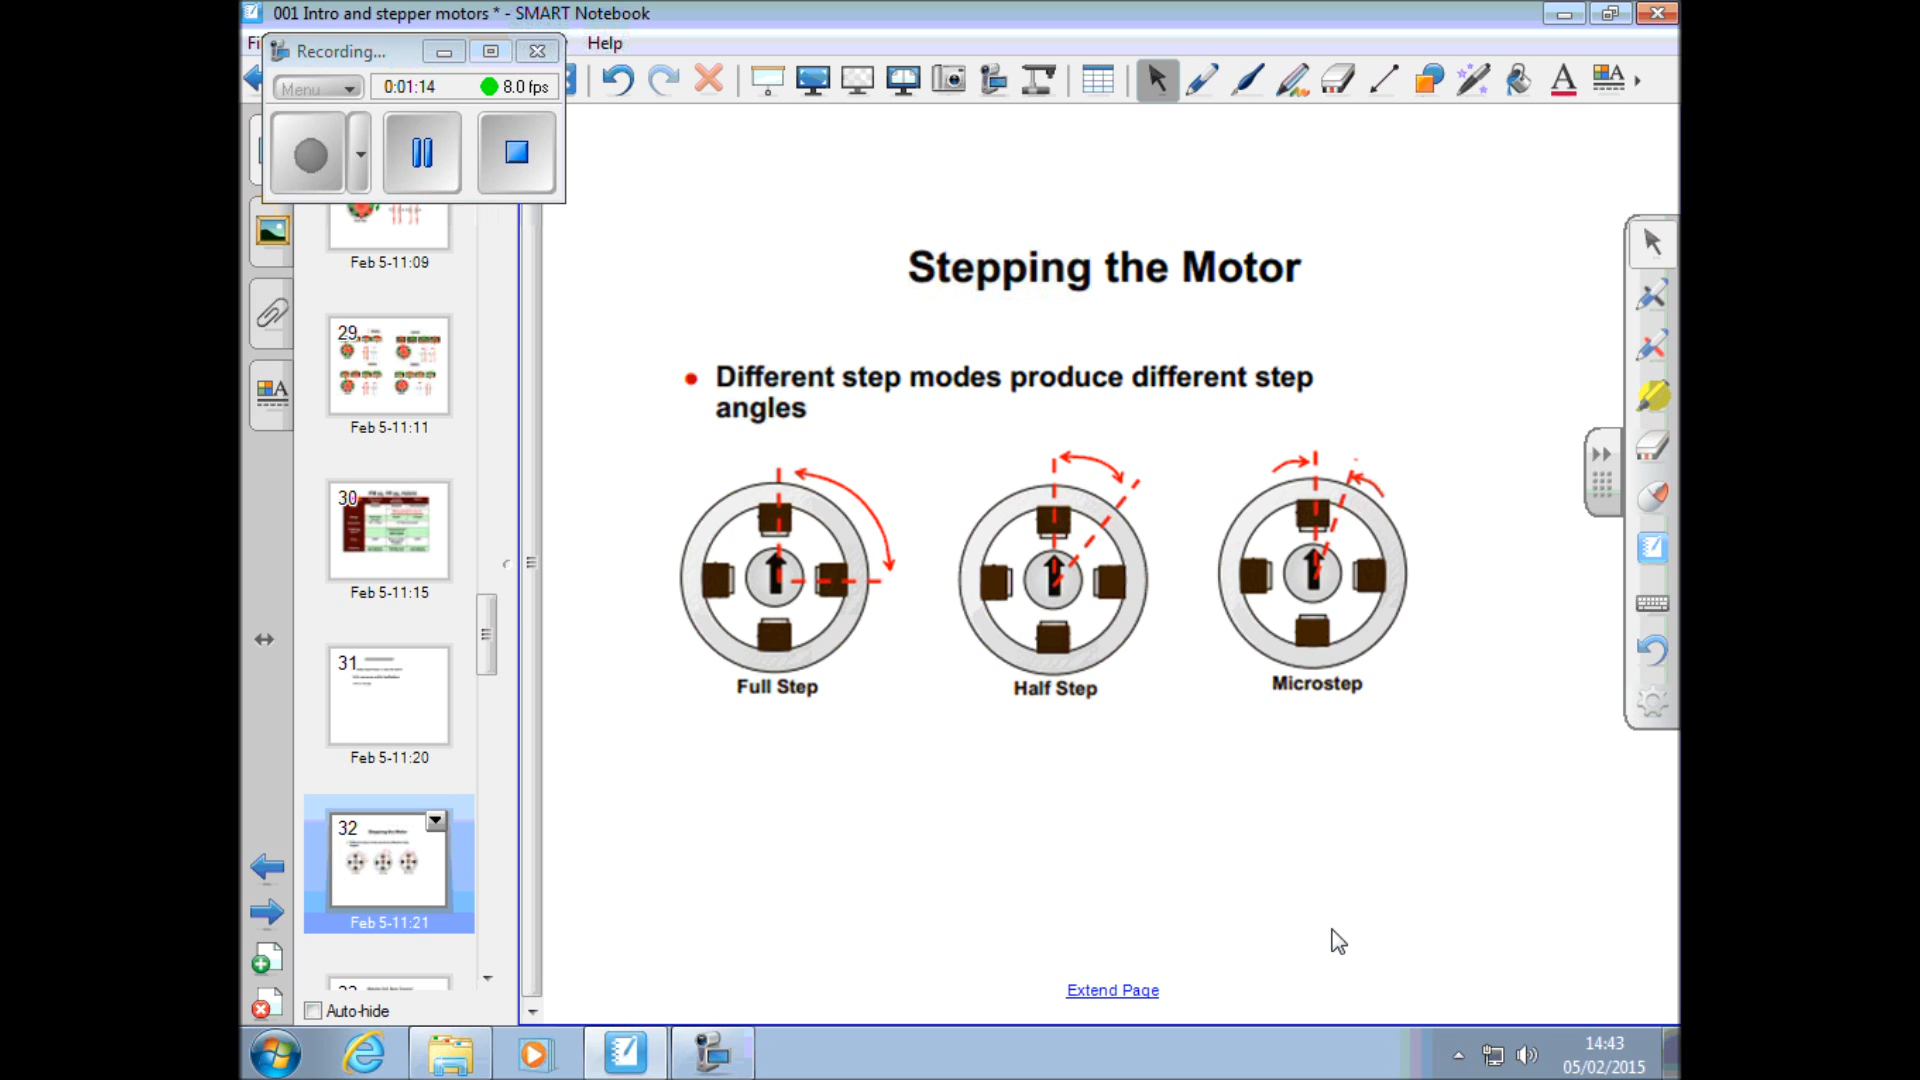 001 Intro and stepper motors * - SMART Notebook
Help
Recording...
Menu
0:01:14
8.0 fps
Feb 5-11:09
29
Feb 5-11:11
30
Feb 5-11:15
31
Feb 5-11:20
32
Feb 5-11:21
Auto-hide
Stepping the Motor
Different step modes produce different step
angles
Full Step
Half Step
Microstep
Extend Page
14:43
05/02/2015